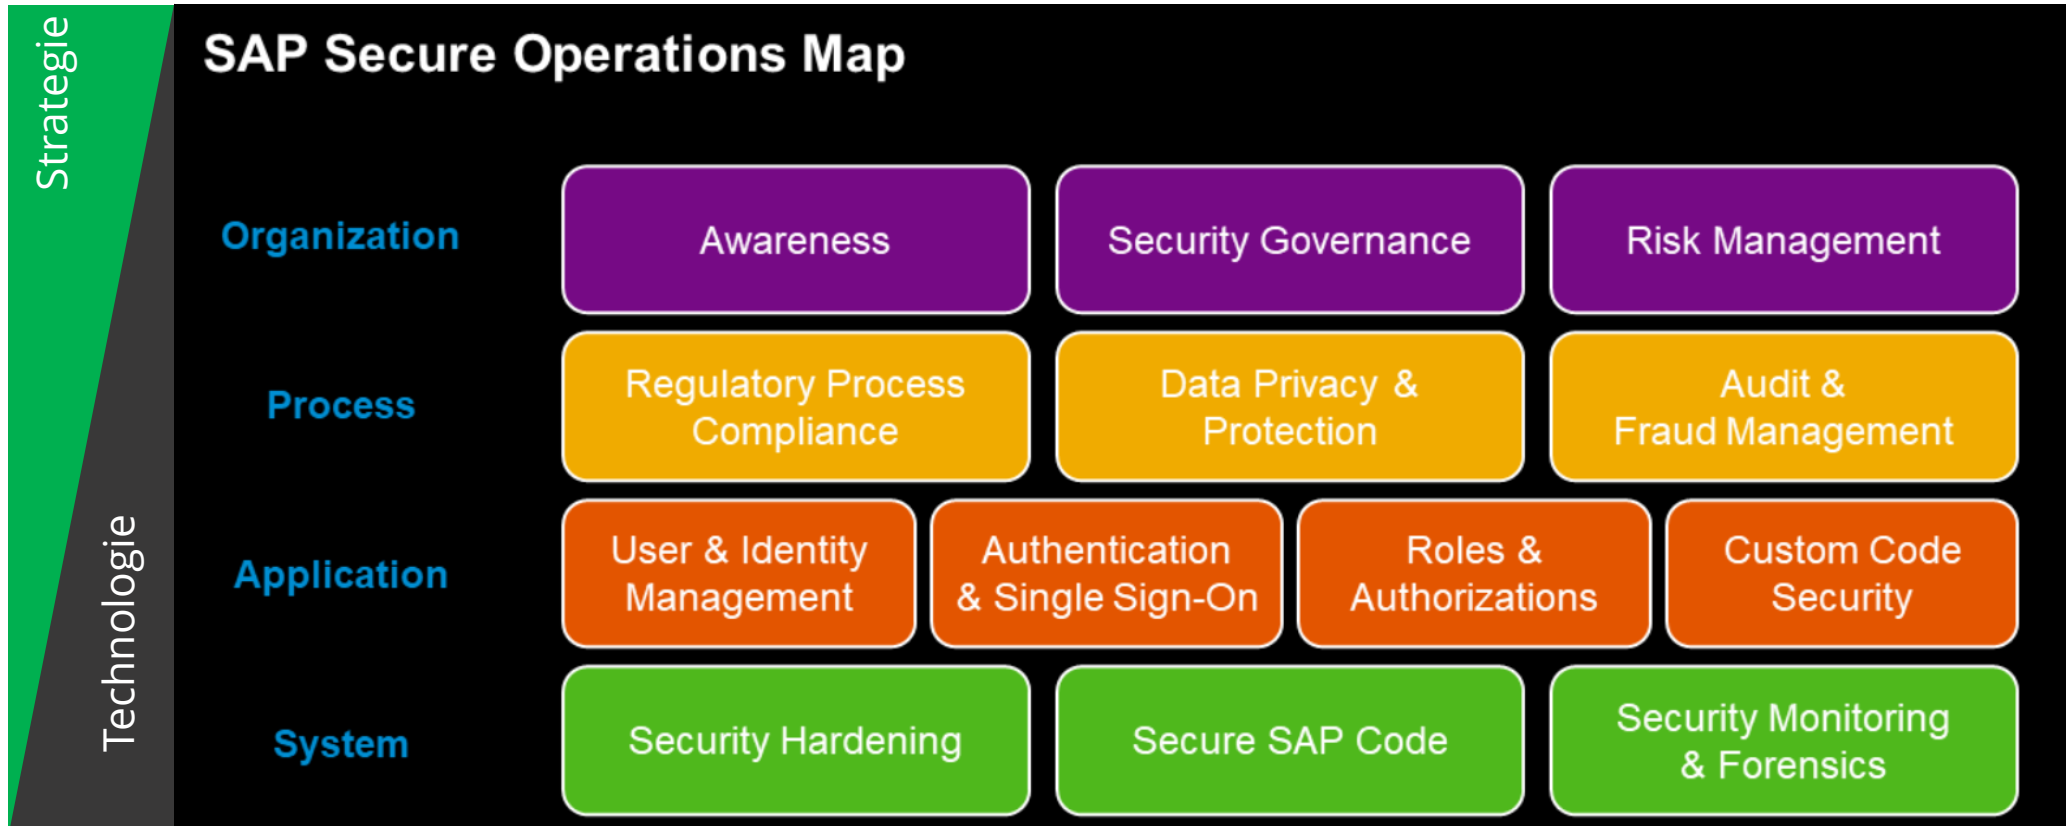 Strategie
Technologie
SAP Secure Operations Map
Organization
Awareness
Security Governance
Risk Management
Process
Regulatory Process
Compliance
Data Privacy &
Protection
Audit &
Fraud Management
Application
User & Identity
Management
Authentication
& Single Sign-On
Roles &
Authorizations
Custom Code
Security
System
Security Hardening
Secure SAP Code
Security Monitoring
& Forensics